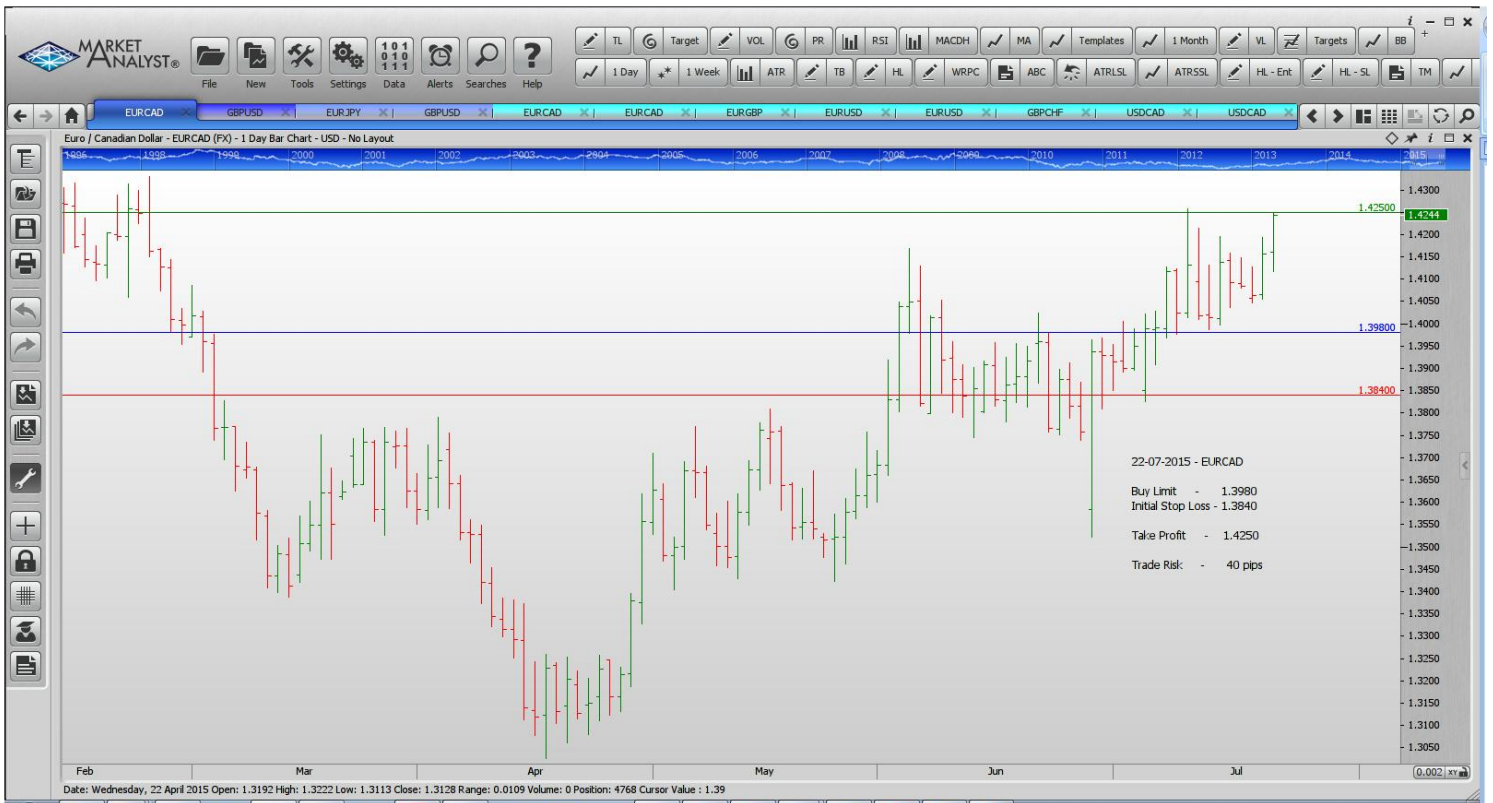 MARKET
ANALYST®
File
New
Tools
Settings
101
010
111
Data
Alerts
Searches
?
Help
TL
Target
VOL
PR
RSI
MACDH
MA
Templates
1 Month
VL
Targets
BB
+
i
1 Day
1 Week
ATR
TB
HL
WRPC
ABC
ATRLSL
ATRSSL
HL - Ent
HL - SL
TM
EURCAD
GBPUSD
EURJPY
GBPUSD
EURCAD
EURCAD
EURGBP
EURUSD
EURUSD
GBPCHF
USDCAD
USDCAD
Euro / Canadian Dollar - EURCAD (FX) - 1 Day Bar Chart - USD - No Layout
i
1998
1999
2000
2001
2002
2003
2004
2005
2006
2007
2008
2009
2010
2011
2012
2013
2014
2015
1.4300
1.42500
1.4244
1.4200
1.4150
1.4100
1.4050
1.4000
1.39800
1.3950
1.3900
1.3850
1.38400
1.3800
1.3750
1.3700
1.3650
1.3600
1.3550
1.3500
1.3450
1.3400
1.3350
1.3300
1.3250
1.3200
1.3150
1.3100
1.3050
22-07-2015 - EURCAD
Buy Limit - 1.3980
Initial Stop Loss - 1.3840
Take Profit - 1.4250
Trade Risk - 40 pips
Feb
Mar
Apr
May
Jun
Jul
0.002
XY
Date: Wednesday, 22 April 2015 Open: 1.3192 High: 1.3222 Low: 1.3113 Close: 1.3128 Range: 0.0109 Volume: 0 Position: 4768 Cursor Value : 1.39